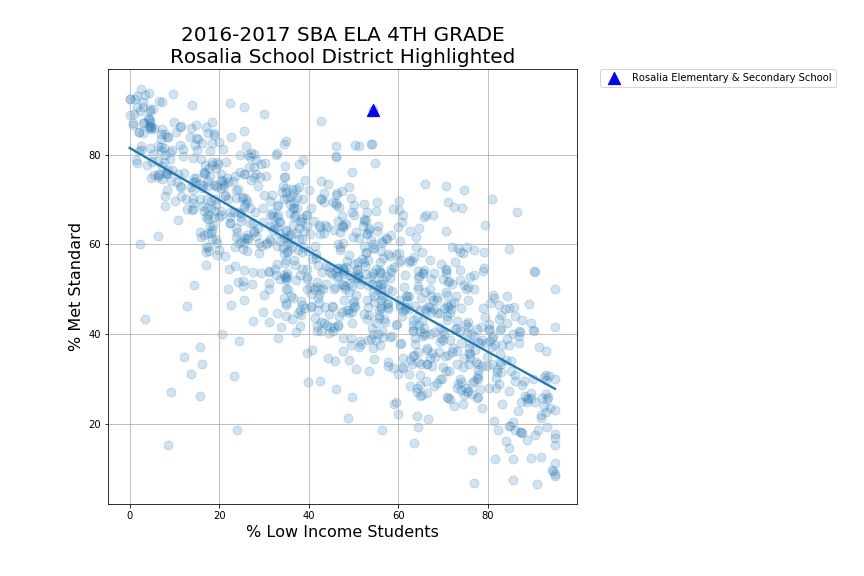 2016-2017 SBA ELA 4TH GRADE
Rosalia School District Highlighted
Rosalia Elementary & Secondary School
% Met Standard
80
60
40
20
0
20
40
60
80
% Low Income Students